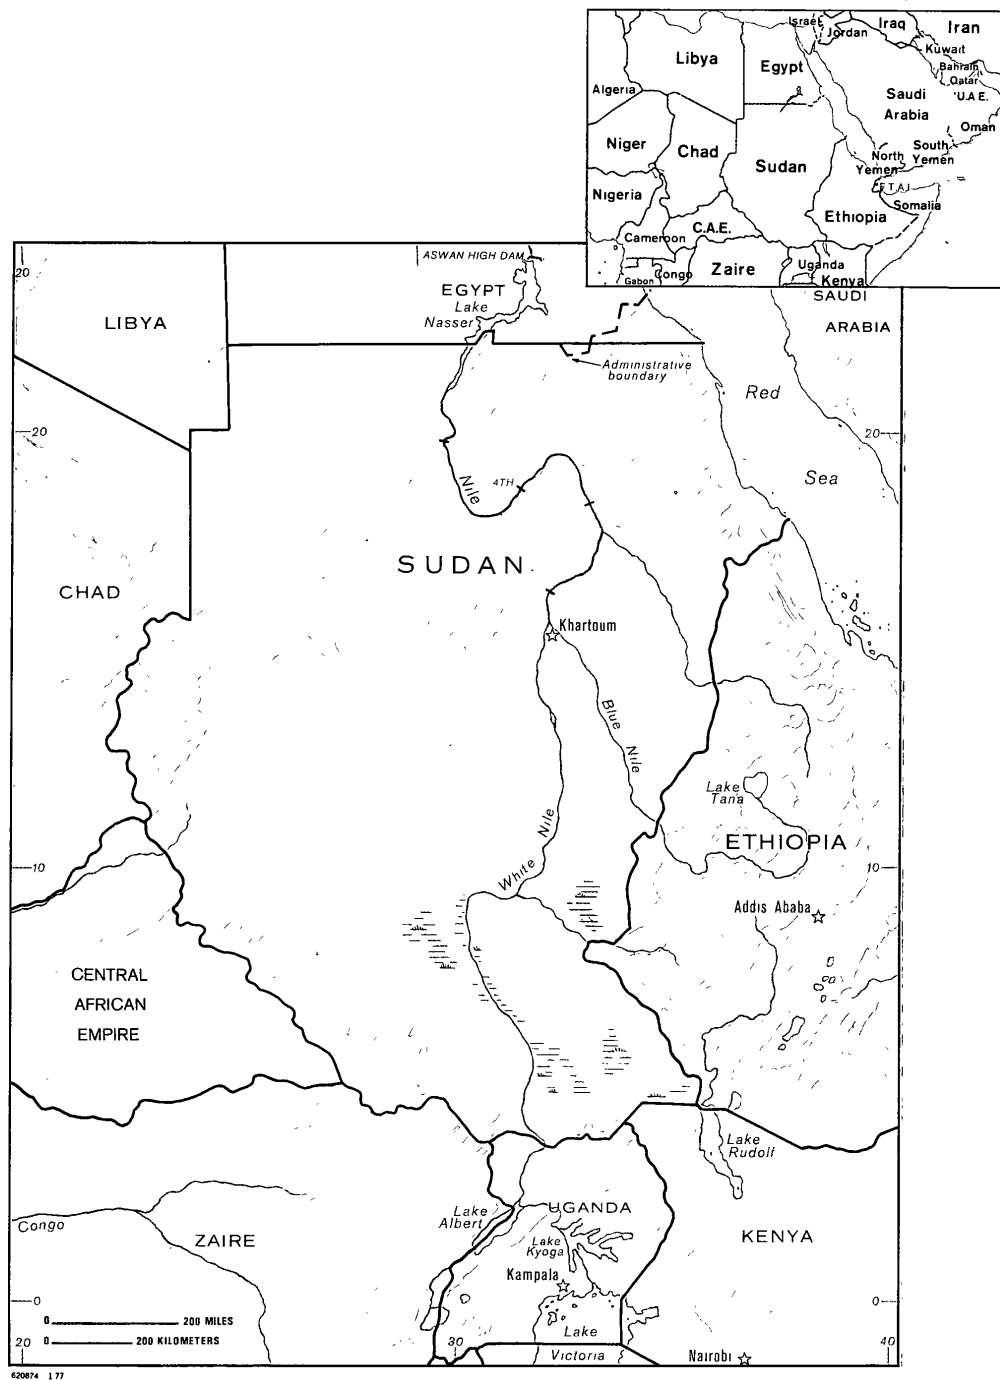 Israel
Jordan
Iraq
Iran
Libya
Egypt
Kuwait
Bahrain
Qatar
U.A.E.
Algeria
Saudi
Arabia
Oman
Niger
Chad
Sudan
North
Yemen
South
Yemen
F.T.A.I.
Nigeria
Somalia
Ethiopia
C.A.E.
Cameroon
Gabon
Congo
Zaire
Uganda
Kenya
20
ASWAN HIGH DAM
EGYPT
Lake
Nasser
LIBYA
SAUDI
ARABIA
Administrative
boundary
Red
Sea
20
20
Nile
4TH
SUDAN
CHAD
Khartoum
Blue Nile
Lake
Tana
White Nile
ETHIOPIA
10
10
Addis Ababa
CENTRAL
AFRICAN
EMPIRE
Lake
Rudolf
Congo
ZAIRE
Lake
Albert
UGANDA
Lake
Kyoga
Kampala
KENYA
0
0
0 200 MILES
0 200 KILOMETERS
Lake
Victoria
Nairobi
20
30
40
620874 1 77